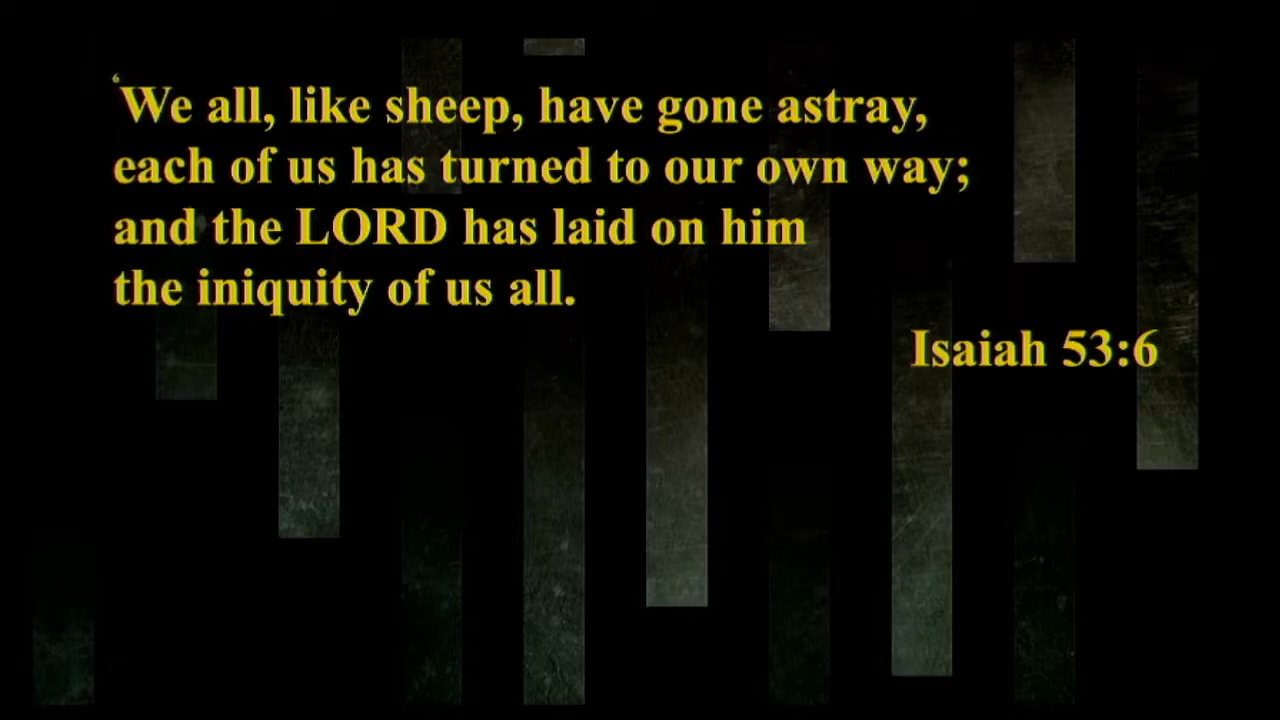 ‘We all, like sheep, have gone astray,
each of us has turned to our own way;
and the LORD has laid on him
the iniquity of us all.
Isaiah 53:6